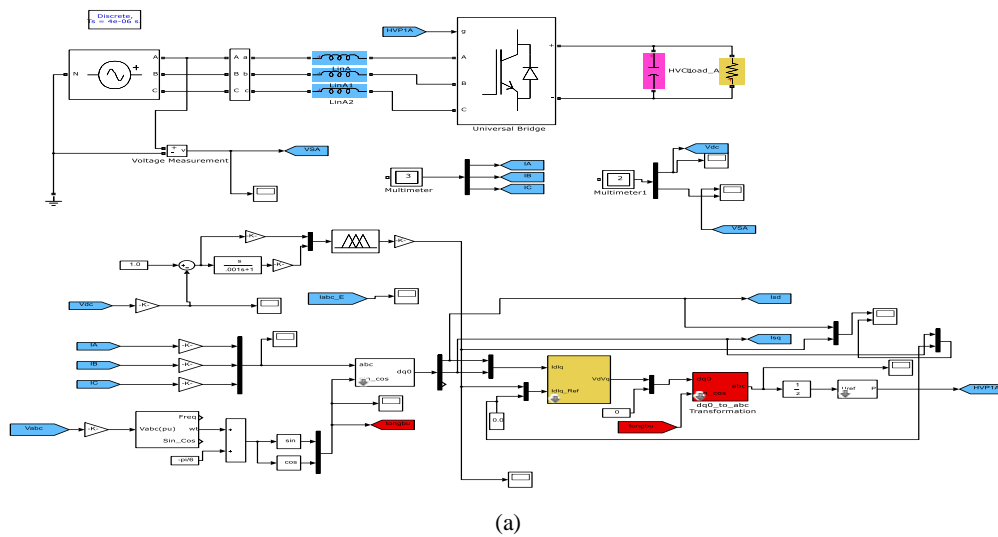 Discrete,
Ts = 4e-06 s
HVP1A
g
A
B
C
N
A
B
C
A a
B b
C c
LinA
LinA1
LinA2
+
-
Universal Bridge
Load_A
+
-
v
Voltage Measurement
VSA
3
Multimeter
IA
IB
IC
2
Multimeter1
Vdc
VSA
-K-
1.0
s
.001s+1
-K-
-K-
Vdc
-K-
Iabc_E
Isd
Isq
IA
-K-
IB
-K-
IC
-K-
abc
dq0
IdIq
IdIq_Ref
VdVq
0.0
0
dq0
abc
dq0_to_abc
Transformation
1
2
Uref
P
HVP1A
Vabc
-K-
Freq
Vabc(pu)
wt
Sin_Cos
-pi/6
+
+
sin
cos
(a)